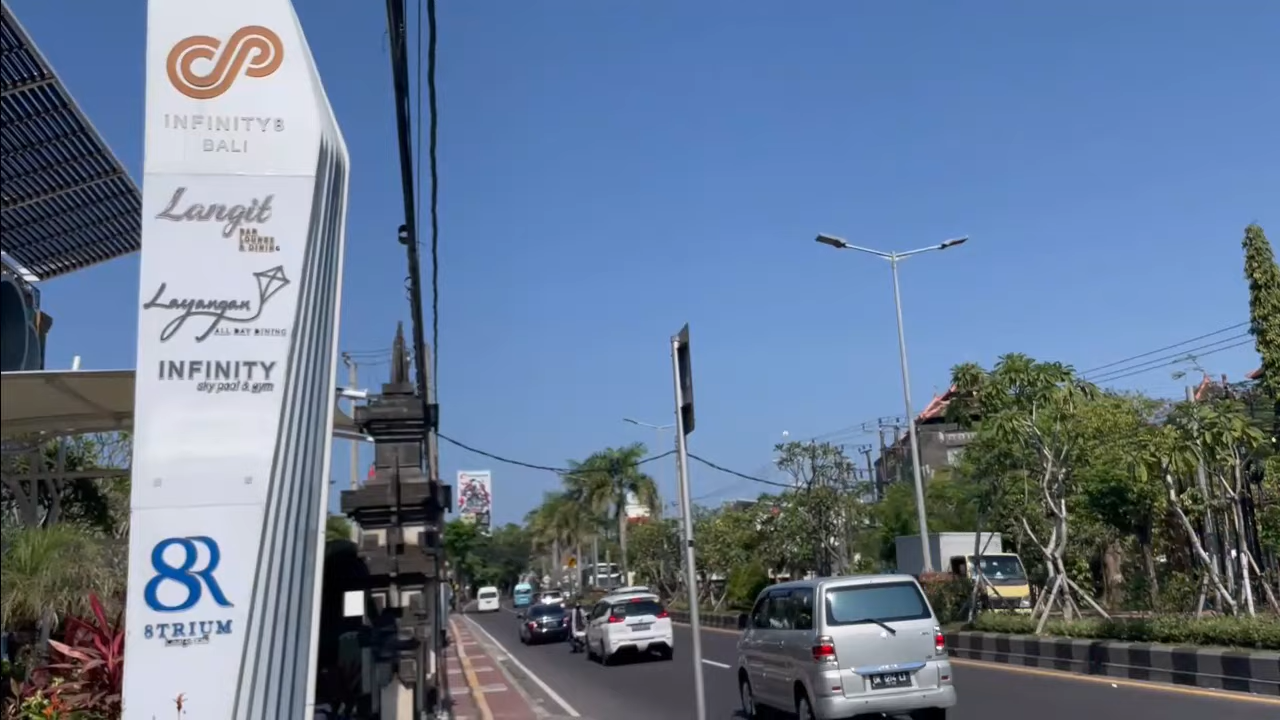 INFINITY8
BALI
Langit
BAR
LOUNGE
& DINING
Layangan
ALL DAY DINING
INFINITY
sky pool & gym
8R
8TRIUM